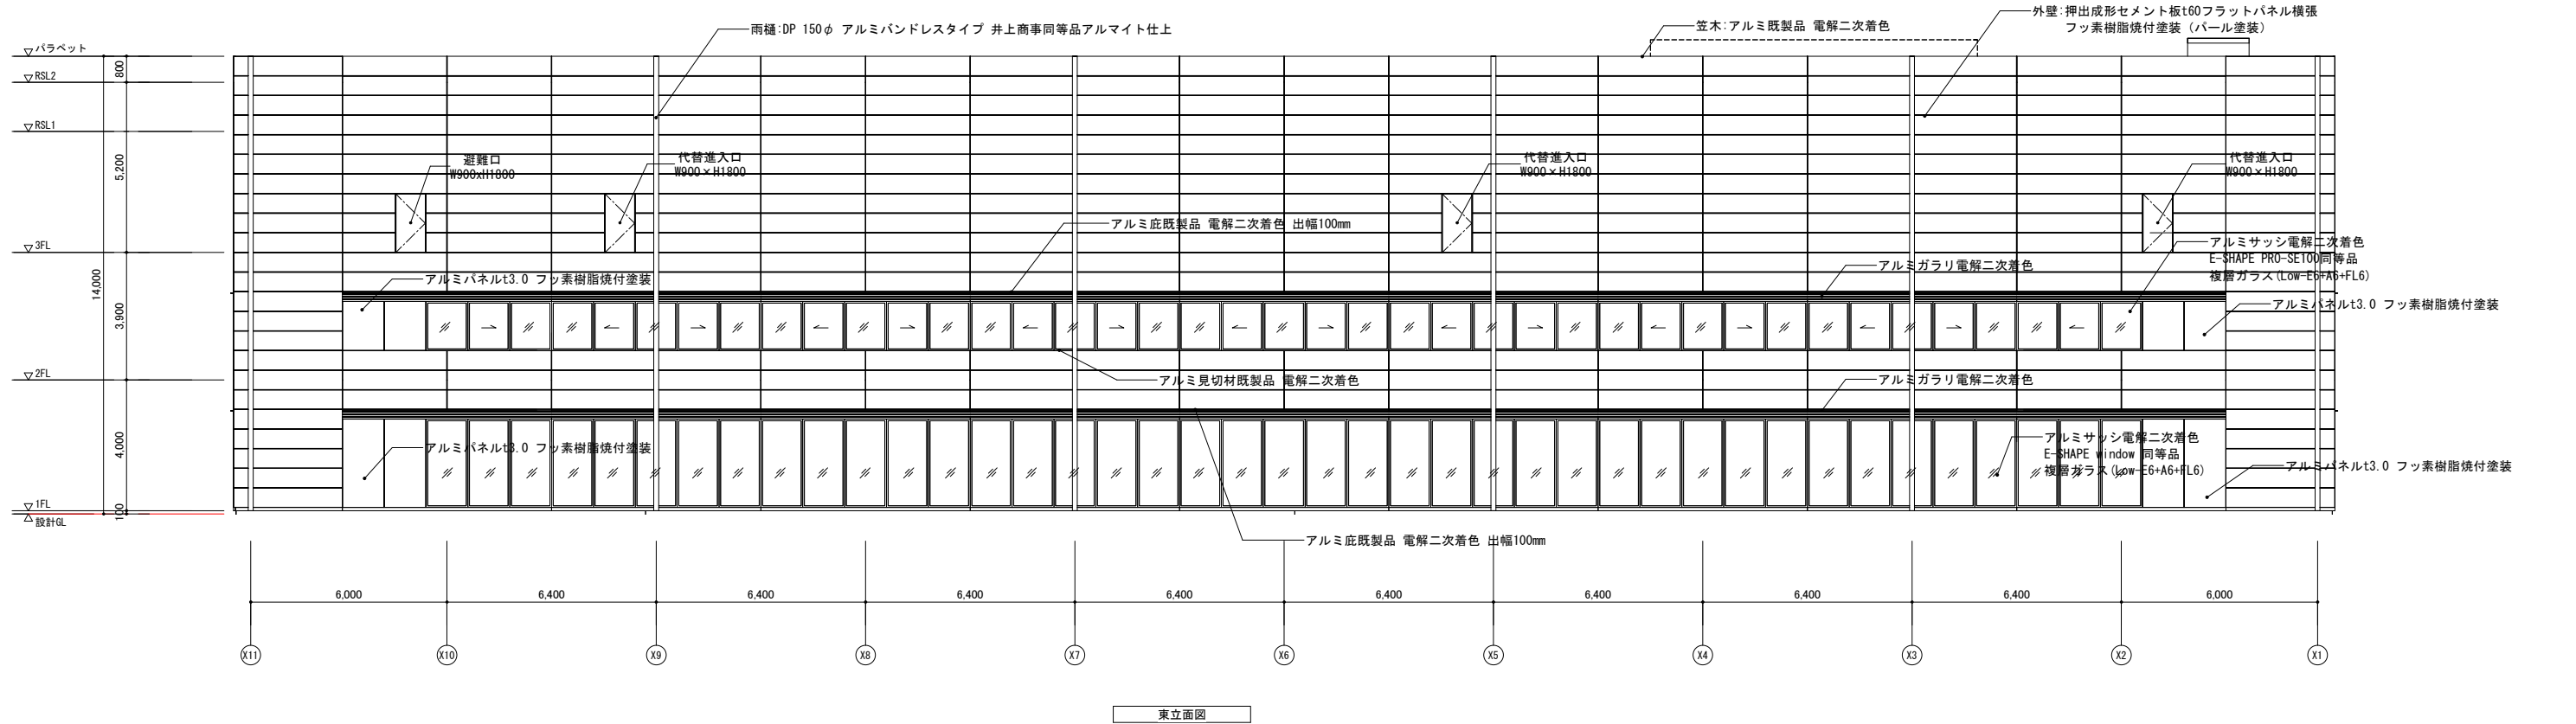 雨樋:DP 150φ アルミバンドレスタイプ 井上商事同等品アルマイト仕上
笠木:アルミ既製品 電解二次着色
外壁:押出成形セメント板t60フラットパネル横張
フッ素樹脂焼付塗装 (パール塗装)
▽パラペット
800
▽RSL2
▽RSL1
5,200
避難口
W900xH1800
代替進入口
W900×H1800
代替進入口
W900×H1800
代替進入口
W900×H1800
アルミ庇既製品 電解二次着色 出幅100mm
▽3FL
14,000
3,900
アルミパネルt3.0 フッ素樹脂焼付塗装
アルミガラリ電解二次着色
アルミサッシ電解二次着色
E-SHAPE PRO-SE100同等品
複層ガラス(Low-E6+A6+FL6)
アルミパネルt3.0 フッ素樹脂焼付塗装
▽2FL
アルミ見切材既製品 電解二次着色
アルミガラリ電解二次着色
4,000
アルミパネルt3.0 フッ素樹脂焼付塗装
アルミサッシ電解二次着色
E-SHAPE window 同等品
複層ガラス(Low-E6+A6+FL6)
アルミパネルt3.0 フッ素樹脂焼付塗装
▽1FL
100
△設計GL
アルミ庇既製品 電解二次着色 出幅100mm
6,000 6,400 6,400 6,400 6,400 6,400 6,400 6,400 6,400 6,000
X11 X10 X9 X8 X7 X6 X5 X4 X3 X2 X1
東立面図